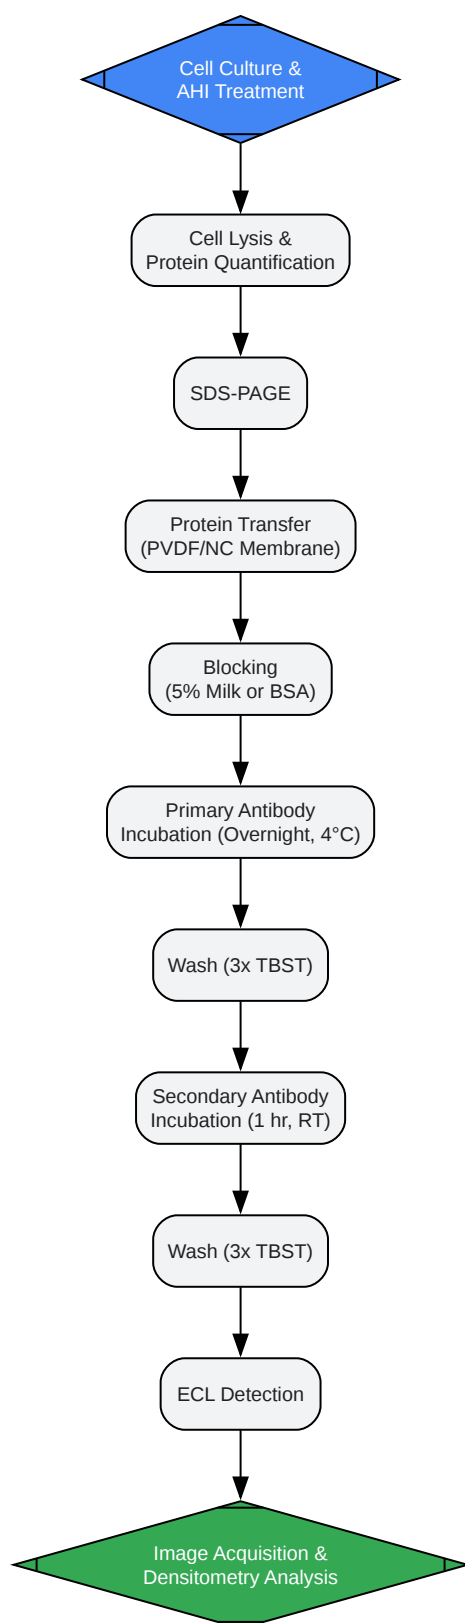 Cell Culture &
AHI Treatment
Cell Lysis &
Protein Quantification
SDS-PAGE
Protein Transfer
(PVDF/NC Membrane)
Blocking
(5% Milk or BSA)
Primary Antibody
Incubation (Overnight, 4°C)
Wash (3x TBST)
Secondary Antibody
Incubation (1 hr, RT)
Wash (3x TBST)
ECL Detection
Image Acquisition &
Densitometry Analysis